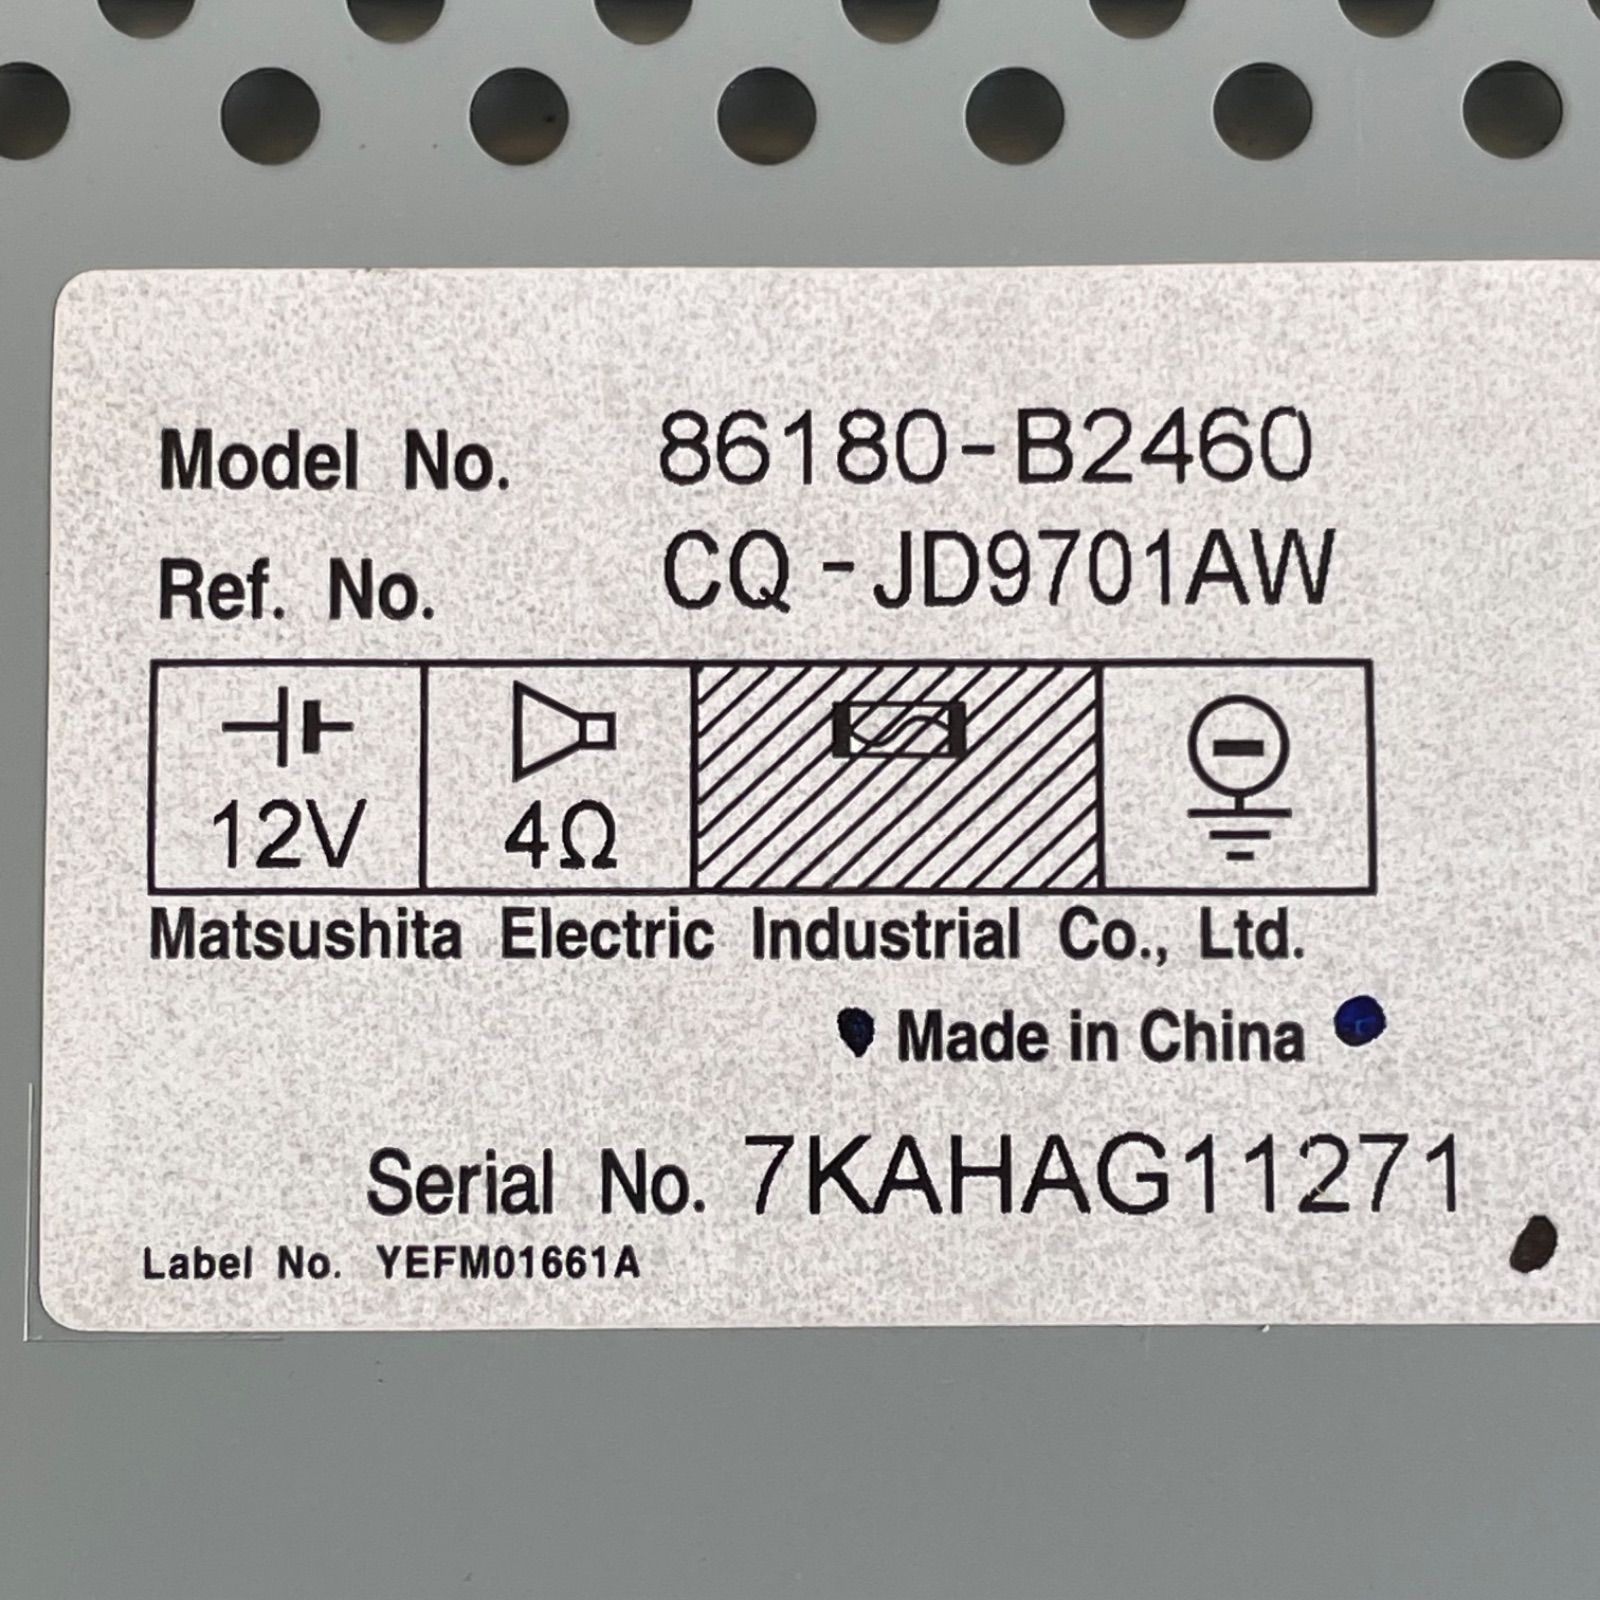 Model No. 86180-B2460
Ref. No. CQ-JD9701AW
12V 4Ω
Matsushita Electric Industrial Co., Ltd.
Made in China
Serial No. 7KAHAG11271
Label No. YEFM01661A